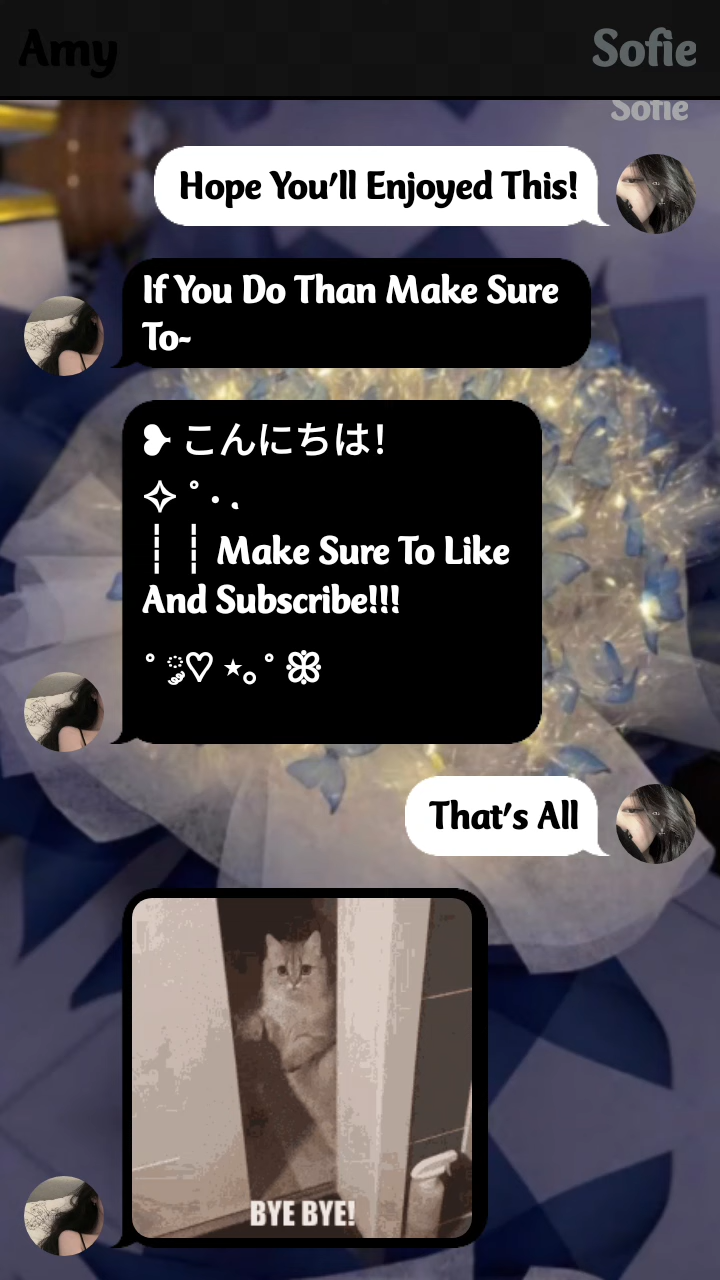 Amy
Sofie
Sofie
Hope You'll Enjoyed This!
If You Do Than Make Sure
To~
❥ こんにちは!
✧ ˚ · .
┊ ┊ Make Sure To Like
And Subscribe!!!
˚ ༘♡ ⋆｡˚ ꕥ
That's All
BYE BYE!